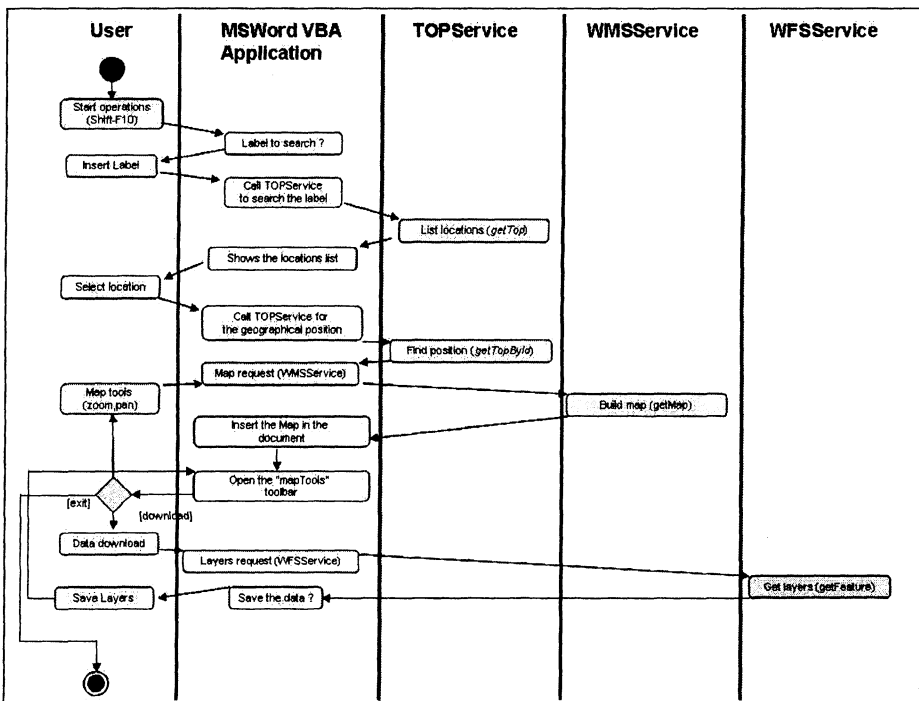 User
MSWord VBA
Application
TOPService
WMSService
WFSService
Start operations
(Shift-F10)
Label to search ?
Insert Label
Call TOPService
to search the label
List locations (getTop)
Shows the locations list
Select location
Call TOPService for
the geographical position
Find position (getTopById)
Map request (WMSService)
Map tools
(zoom,pan)
Build map (getMap)
Insert the Map in the
document
Open the "mapTools"
toolbar
[exit]
[download]
Data download
Layers request (WFSService)
Get layers (getFeature)
Save Layers
Save the data ?